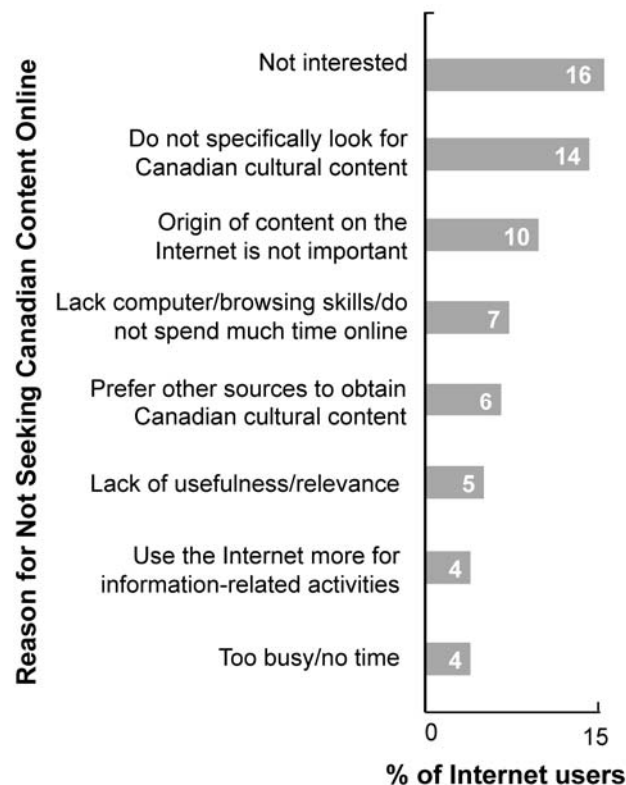 Reason for Not Seeking Canadian Content Online
Not interested
16
Do not specifically look for
Canadian cultural content
14
Origin of content on the
Internet is not important
10
Lack computer/browsing skills/do
not spend much time online
7
Prefer other sources to obtain
Canadian cultural content
6
Lack of usefulness/relevance
5
Use the Internet more for
information-related activities
4
Too busy/no time
4
0
15
% of Internet users